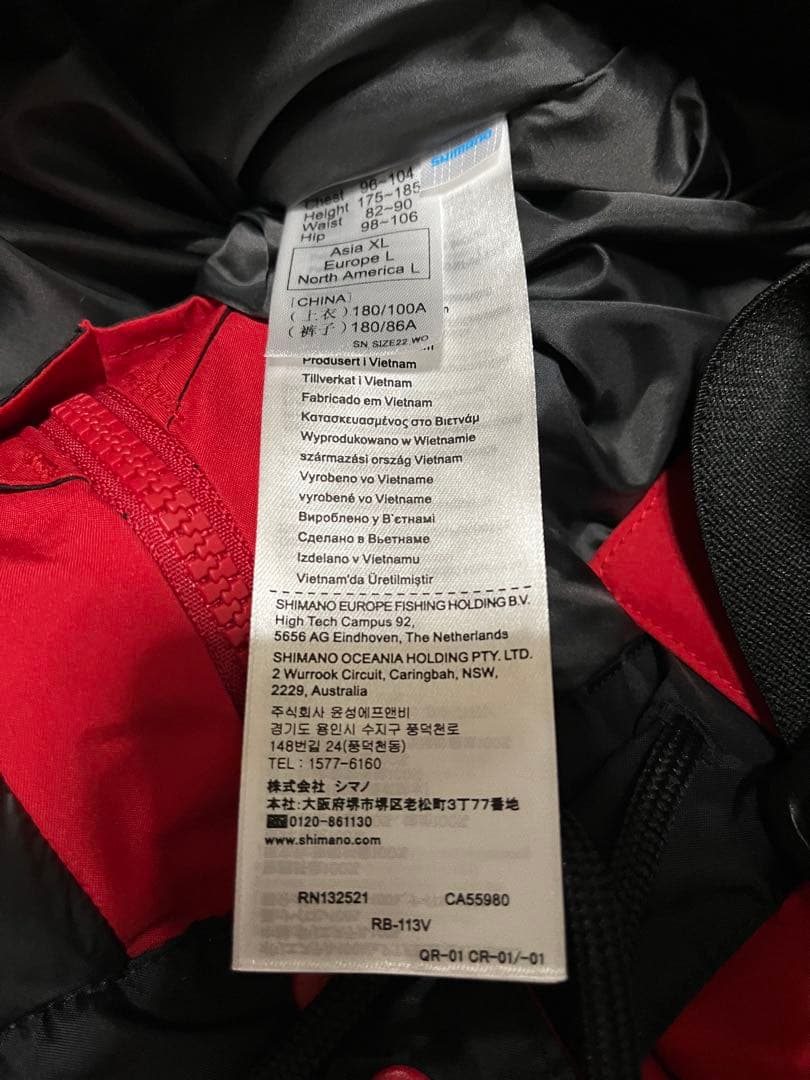 SHIMANO
Chest 96~104
Height 175~185
Waist 82~90
Hip 98~106
Asia XL
Europe L
North America L
[CHINA]
(上衣)180/100A
(裤子)180/86A
SN_SIZE22_WO
Produsert i Vietnam
Tillverkat i Vietnam
Fabricado em Vietnam
Κατασκευασμένος στο Βιετνάμ
Wyprodukowano w Wietnamie
származási ország Vietnam
Vyrobeno vo Vietname
vyrobené vo Vietname
Вироблено у В'єтнамі
Сделано в Вьетнаме
Izdelano v Vietnamu
Vietnam'da Üretilmiştir
SHIMANO EUROPE FISHING HOLDING B.V.
High Tech Campus 92,
5656 AG Eindhoven, The Netherlands
SHIMANO OCEANIA HOLDING PTY. LTD.
2 Wurrook Circuit, Caringbah, NSW,
2229, Australia
주식회사 윤성에프앤비
경기도 용인시 수지구 풍덕천로
148번길 24(풍덕천동)
TEL : 1577-6160
株式会社 シマノ
本社:大阪府堺市堺区老松町3丁77番地
0120-861130
www.shimano.com
RN132521 CA55980
RB-113V
QR-01 CR-01/-01